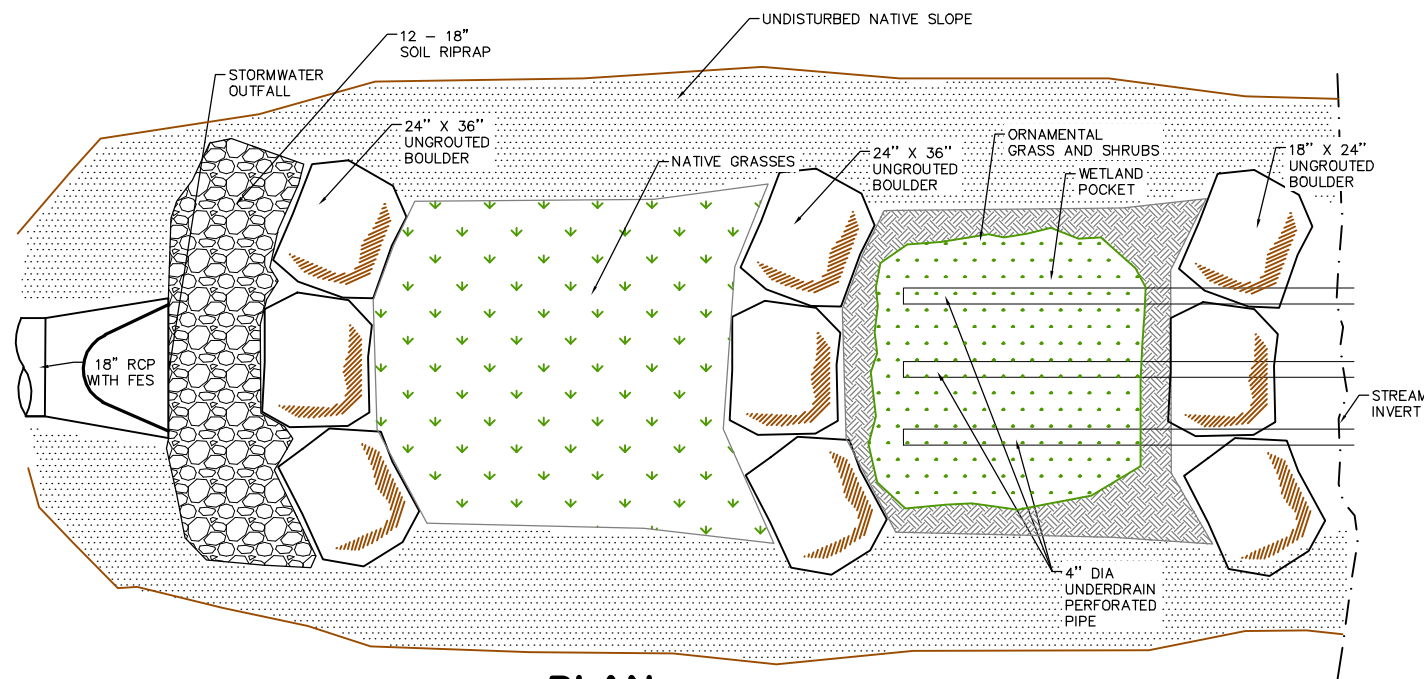 UNDISTURBED NATIVE SLOPE
12 – 18"
SOIL RIPRAP
STORMWATER
OUTFALL
24" X 36"
UNGROUTED
BOULDER
NATIVE GRASSES
24" X 36"
UNGROUTED
BOULDER
ORNAMENTAL
GRASS AND SHRUBS
WETLAND
POCKET
18" X 24"
UNGROUTED
BOULDER
18" RCP
WITH FES
STREAM
INVERT
4" DIA
UNDERDRAIN
PERFORATED
PIPE
PLAN